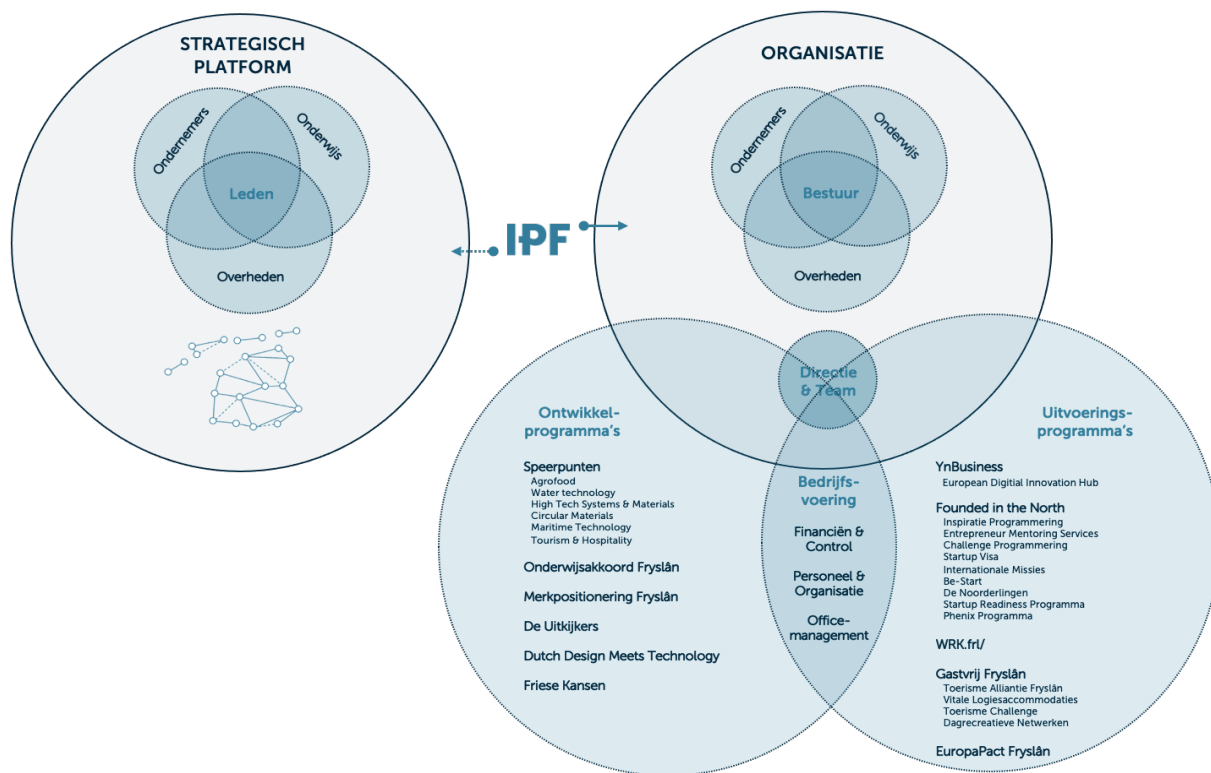 STRATEGISCH
PLATFORM
Ondernemers
Onderwijs
Leden
Overheden
IPF
ORGANISATIE
Ondernemers
Onderwijs
Bestuur
Overheden
Directie
& Team
Ontwikkel-
programma's
Speerpunten
Agrofood
Water technology
High Tech Systems & Materials
Circular Materials
Maritime Technology
Tourism & Hospitality
Onderwijsakkoord Fryslân
Merkpositionering Fryslân
De Uitkijkers
Dutch Design Meets Technology
Friese Kansen
Bedrijfs-
voering
Financiën &
Control
Personeel &
Organisatie
Office-
management
Uitvoerings-
programma's
YnBusiness
European Digitial Innovation Hub
Founded in the North
Inspiratie Programmering
Entrepreneur Mentoring Services
Challenge Programmering
Startup Visa
Internationale Missies
Be-Start
De Noorderlingen
Startup Readiness Programma
Phenix Programma
WRK.frl/
Gastvrij Fryslân
Toerisme Alliantie Fryslân
Vitale Logiesaccommodaties
Toerisme Challenge
Dagrecreatieve Netwerken
EuropaPact Fryslân